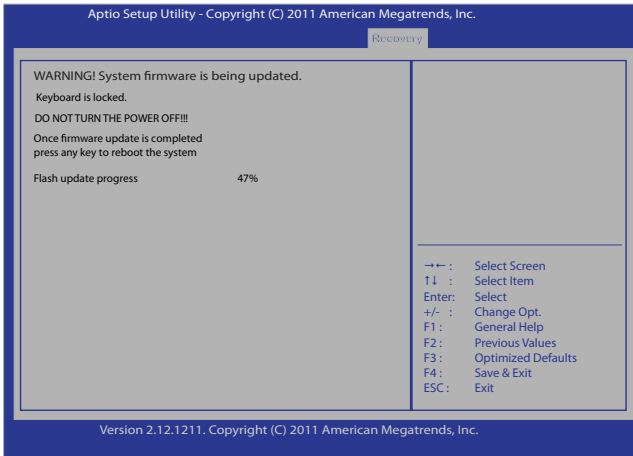 Aptio Setup Utility - Copyright (C) 2011 American Megatrends, Inc.
Recovery
WARNING! System firmware is being updated.
Keyboard is locked.
DO NOT TURN THE POWER OFF!!!
Once firmware update is completed
press any key to reboot the system
Flash update progress 47%
→← : Select Screen
↑↓ : Select Item
Enter: Select
+/- : Change Opt.
F1 : General Help
F2 : Previous Values
F3 : Optimized Defaults
F4 : Save & Exit
ESC : Exit
Version 2.12.1211. Copyright (C) 2011 American Megatrends, Inc.